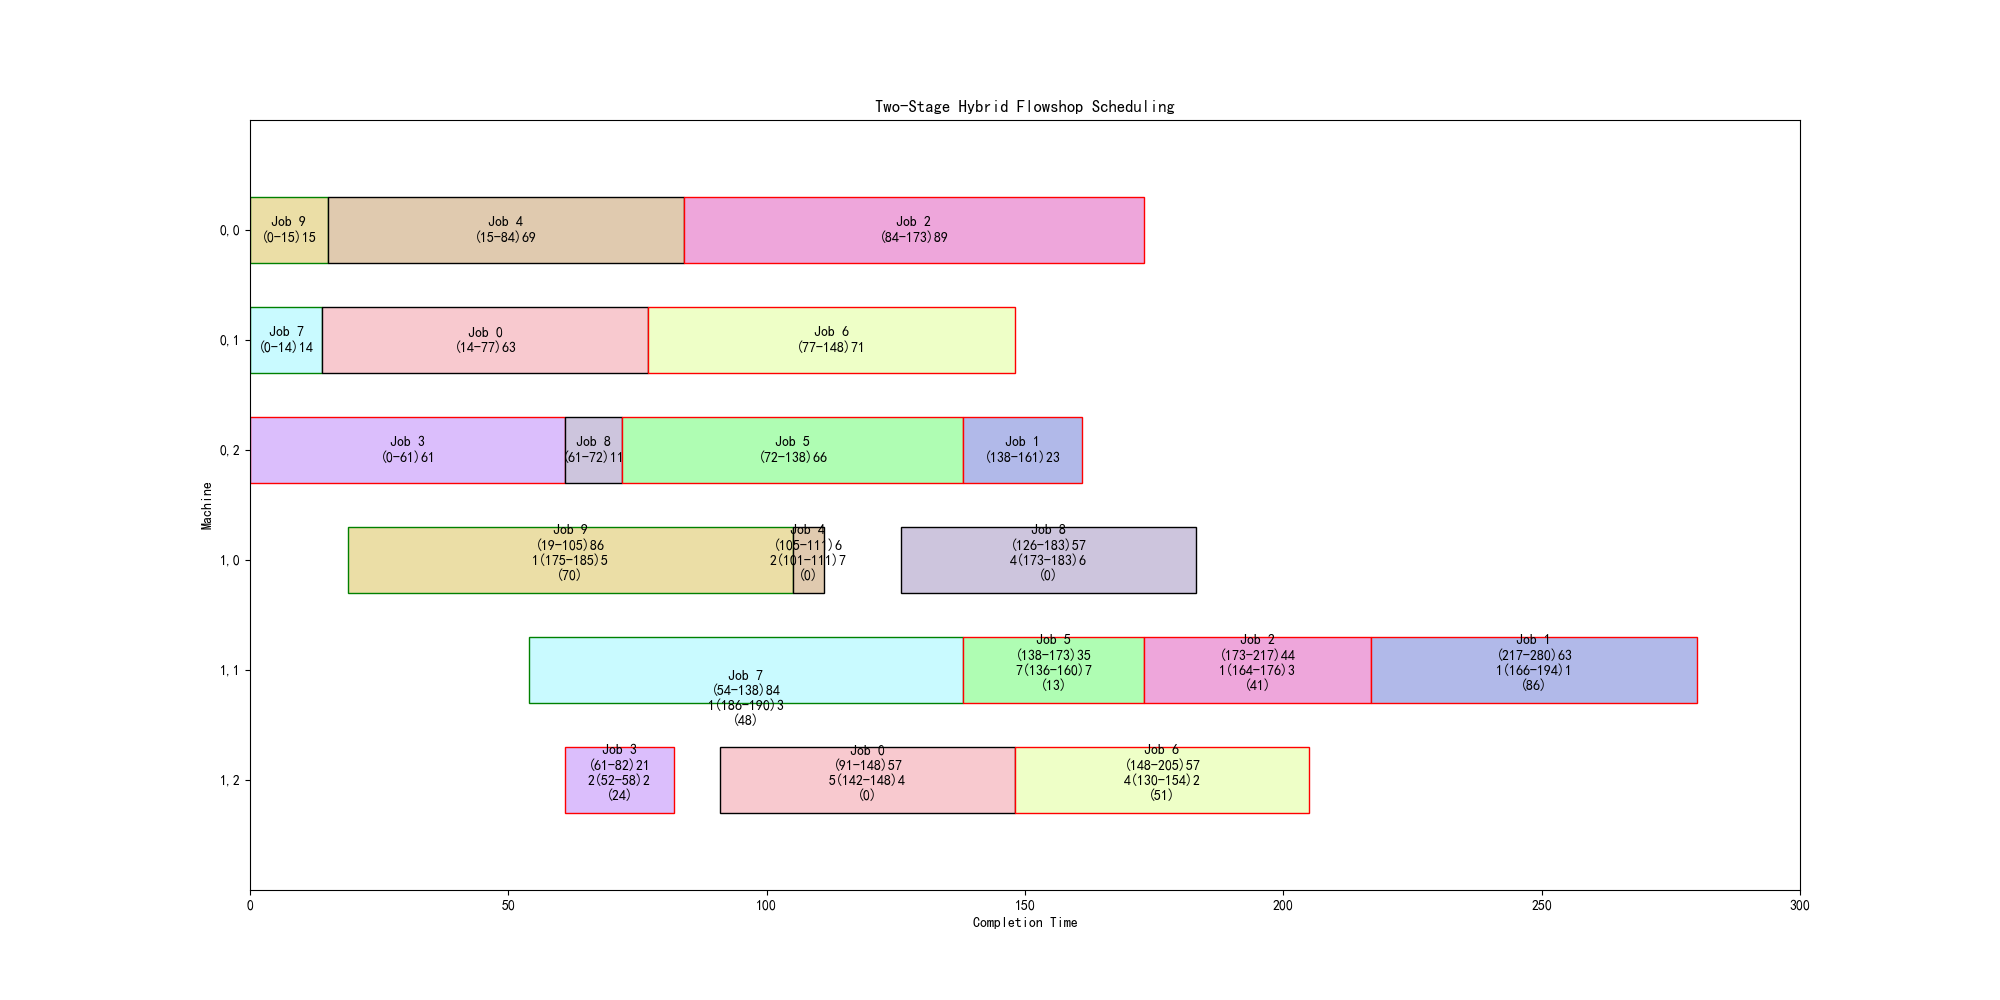 Two-Stage Hybrid Flowshop Scheduling
0,0
Job 9
(0-15)15
Job 4
(15-84)69
Job 2
(84-173)89
0,1
Job 7
(0-14)14
Job 0
(14-77)63
Job 6
(77-148)71
0,2
Job 3
(0-61)61
Job 8
(61-72)11
Job 5
(72-138)66
Job 1
(138-161)23
Machine
1,0
Job 9
(19-105)86
1(175-185)5
(70)
Job 4
(105-111)6
2(101-111)7
(0)
Job 8
(126-183)57
4(173-183)6
(0)
1,1
Job 7
(54-138)84
1(186-190)3
(48)
Job 5
(138-173)35
7(136-160)7
(13)
Job 2
(173-217)44
1(164-176)3
(41)
Job 1
(217-280)63
1(166-194)1
(86)
1,2
Job 3
(61-82)21
2(52-58)2
(24)
Job 0
(91-148)57
5(142-148)4
(0)
Job 6
(148-205)57
4(130-154)2
(51)
0 50 100 150 200 250 300
Completion Time